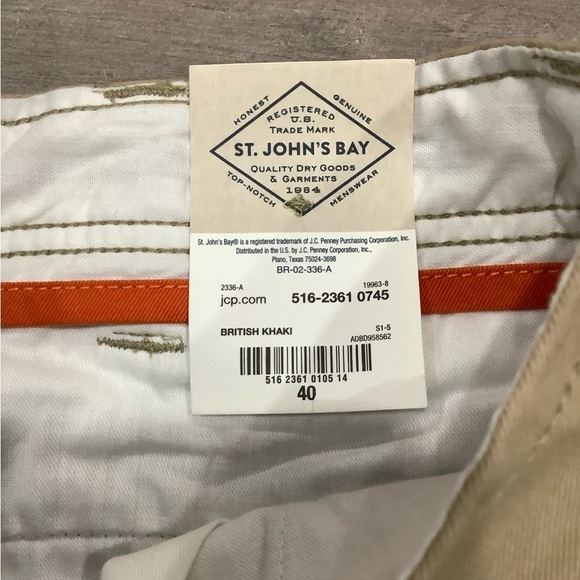 HONEST
GENUINE
REGISTERED
U.S.
TRADE MARK
ST. JOHN'S BAY
QUALITY DRY GOODS
& GARMENTS
1984
TOP-NOTCH
MENSWEAR
St. John's Bay® is a registered trademark of J.C. Penney Purchasing Corporation, Inc.
Distributed in the U.S. by J.C. Penney Corporation, Inc.,
Plano, Texas 75024-3698
BR-02-336-A
2336-A 19963-8
jcp.com 516-2361 0745
BRITISH KHAKI S1-5
ADBD958562
516 2361 0105 14
40